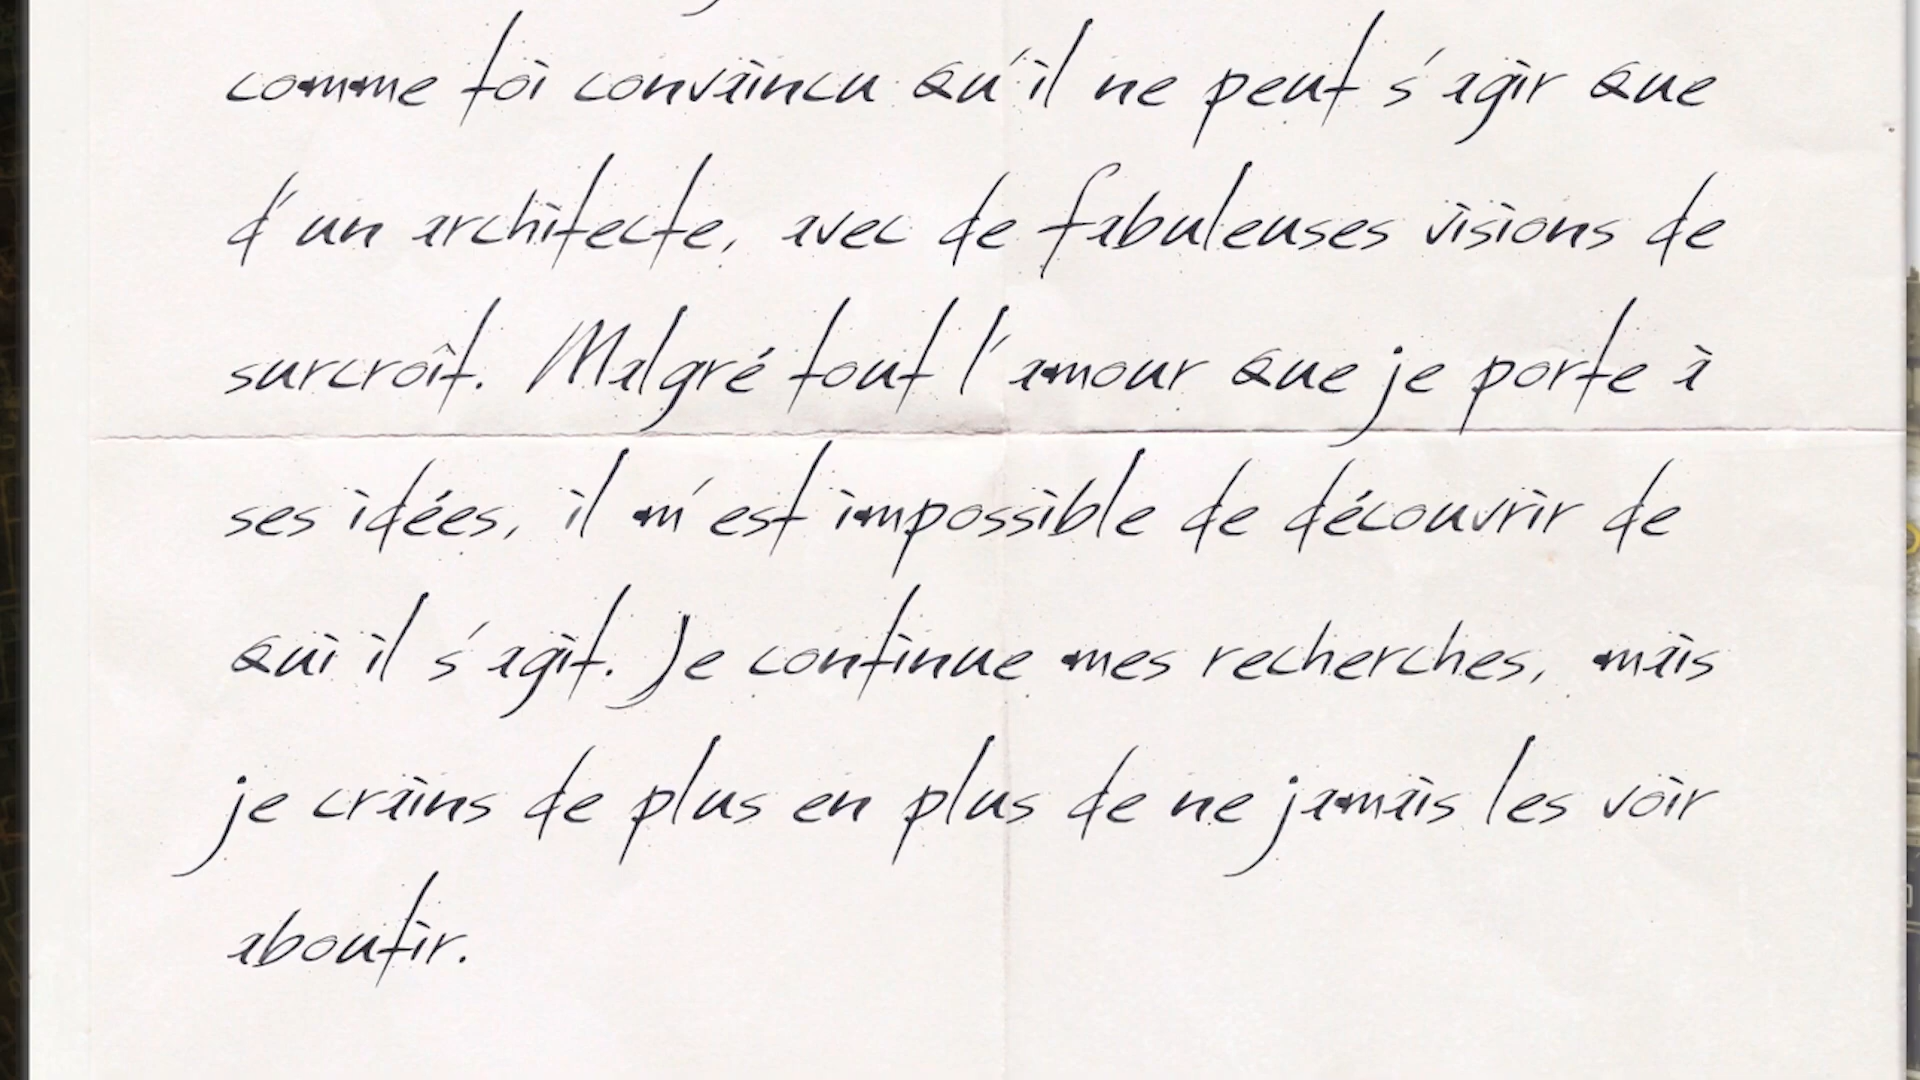 comme toi convaincu qu'il ne peut s'agir que
d'un architecte, avec de fabuleuses visions de
surcroît. Malgré tout l'amour que je porte à
ses idées, il m'est impossible de découvrir de
qui il s'agit. Je continue mes recherches, mais
je crains de plus en plus de ne jamais les voir
aboutir.